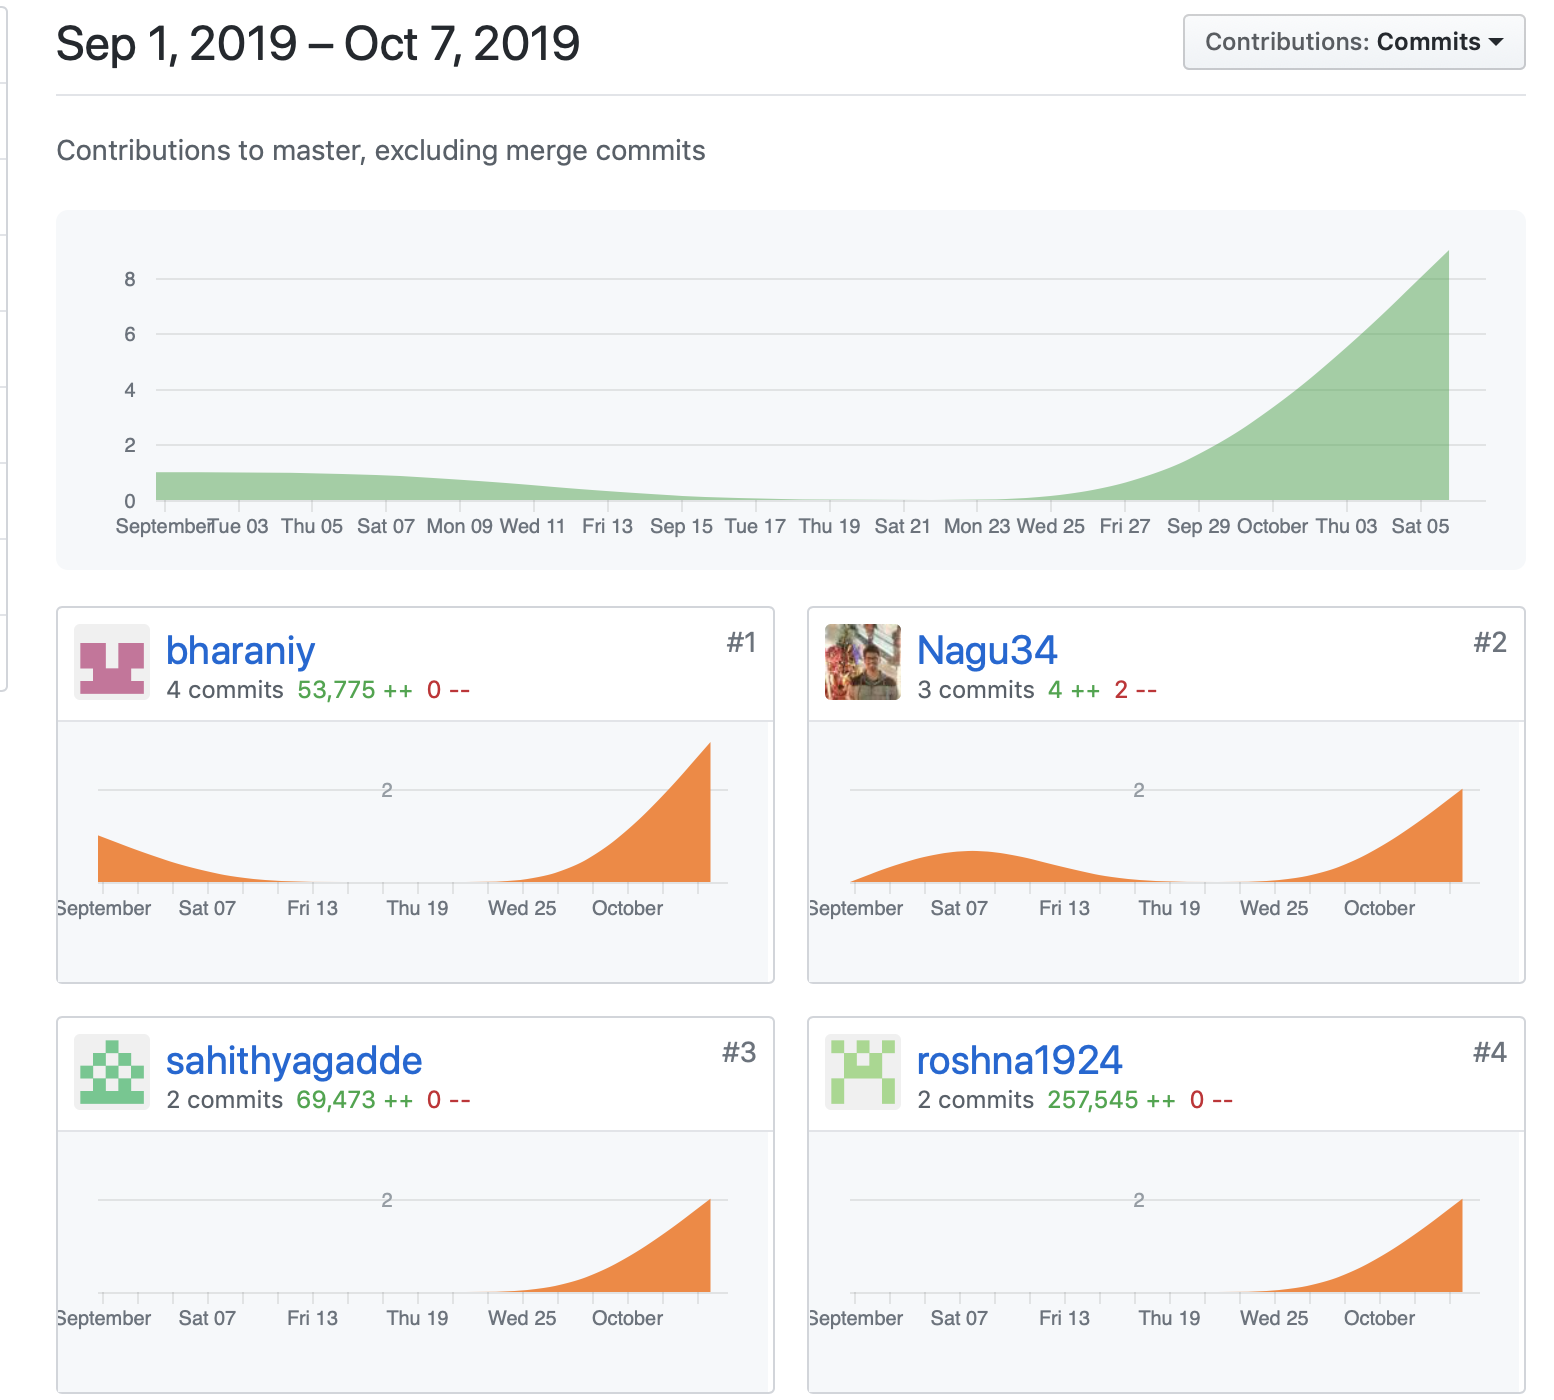 Sep 1, 2019 – Oct 7, 2019
Contributions: Commits
Contributions to master, excluding merge commits
8
6
4
2
0
September Tue 03 Thu 05 Sat 07 Mon 09 Wed 11 Fri 13 Sep 15 Tue 17 Thu 19 Sat 21 Mon 23 Wed 25 Fri 27 Sep 29 October Thu 03 Sat 05
bharaniy #1
4 commits 53,775 ++ 0 --
2
September Sat 07 Fri 13 Thu 19 Wed 25 October
Nagu34 #2
3 commits 4 ++ 2 --
2
September Sat 07 Fri 13 Thu 19 Wed 25 October
sahithyagadde #3
2 commits 69,473 ++ 0 --
2
September Sat 07 Fri 13 Thu 19 Wed 25 October
roshna1924 #4
2 commits 257,545 ++ 0 --
2
September Sat 07 Fri 13 Thu 19 Wed 25 October